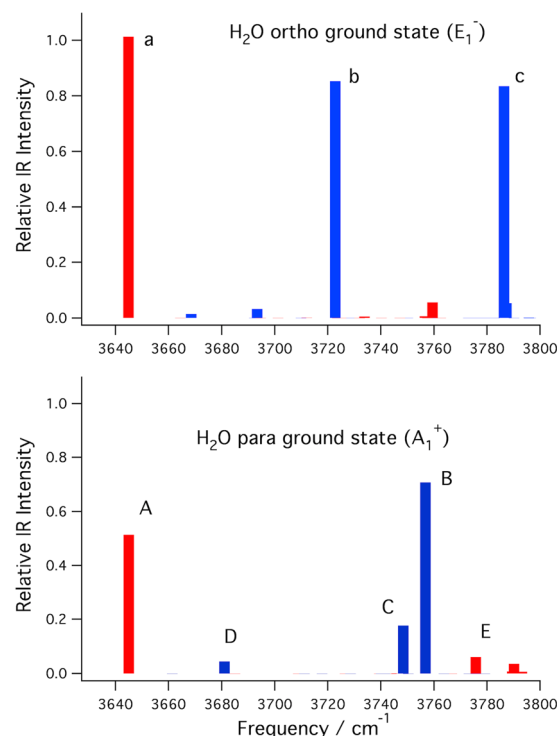 1.0
0.8
0.6
0.4
0.2
0.0
Relative IR Intensity
H₂O ortho ground state (E₁⁻)
a
b
c
3640 3660 3680 3700 3720 3740 3760 3780 3800
1.0
0.8
0.6
0.4
0.2
0.0
Relative IR Intensity
H₂O para ground state (A₁⁺)
A
B
C
D
E
3640 3660 3680 3700 3720 3740 3760 3780 3800
Frequency / cm⁻¹